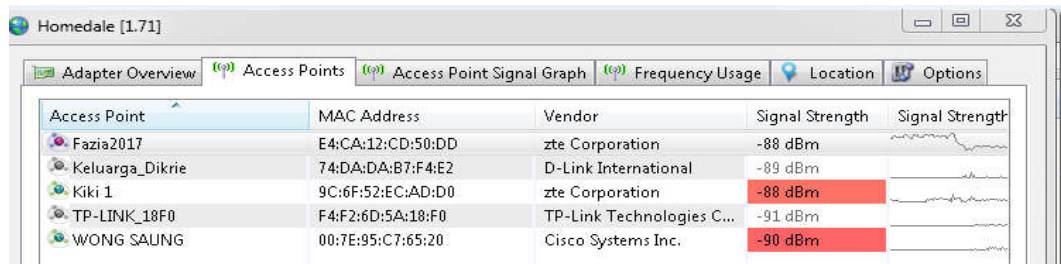 Homedale [1.71]
Adapter Overview Access Points Access Point Signal Graph Frequency Usage Location Options
Access Point MAC Address Vendor Signal Strength Signal Strength
Fazia2017 E4:CA:12:CD:50:DD zte Corporation -88 dBm
Keluarga_Dikrie 74:DA:DA:B7:F4:E2 D-Link International -89 dBm
Kiki 1 9C:6F:52:EC:AD:D0 zte Corporation -88 dBm
TP-LINK_18F0 F4:F2:6D:5A:18:F0 TP-Link Technologies C... -91 dBm
WONG SAUNG 00:7E:95:C7:65:20 Cisco Systems Inc. -90 dBm